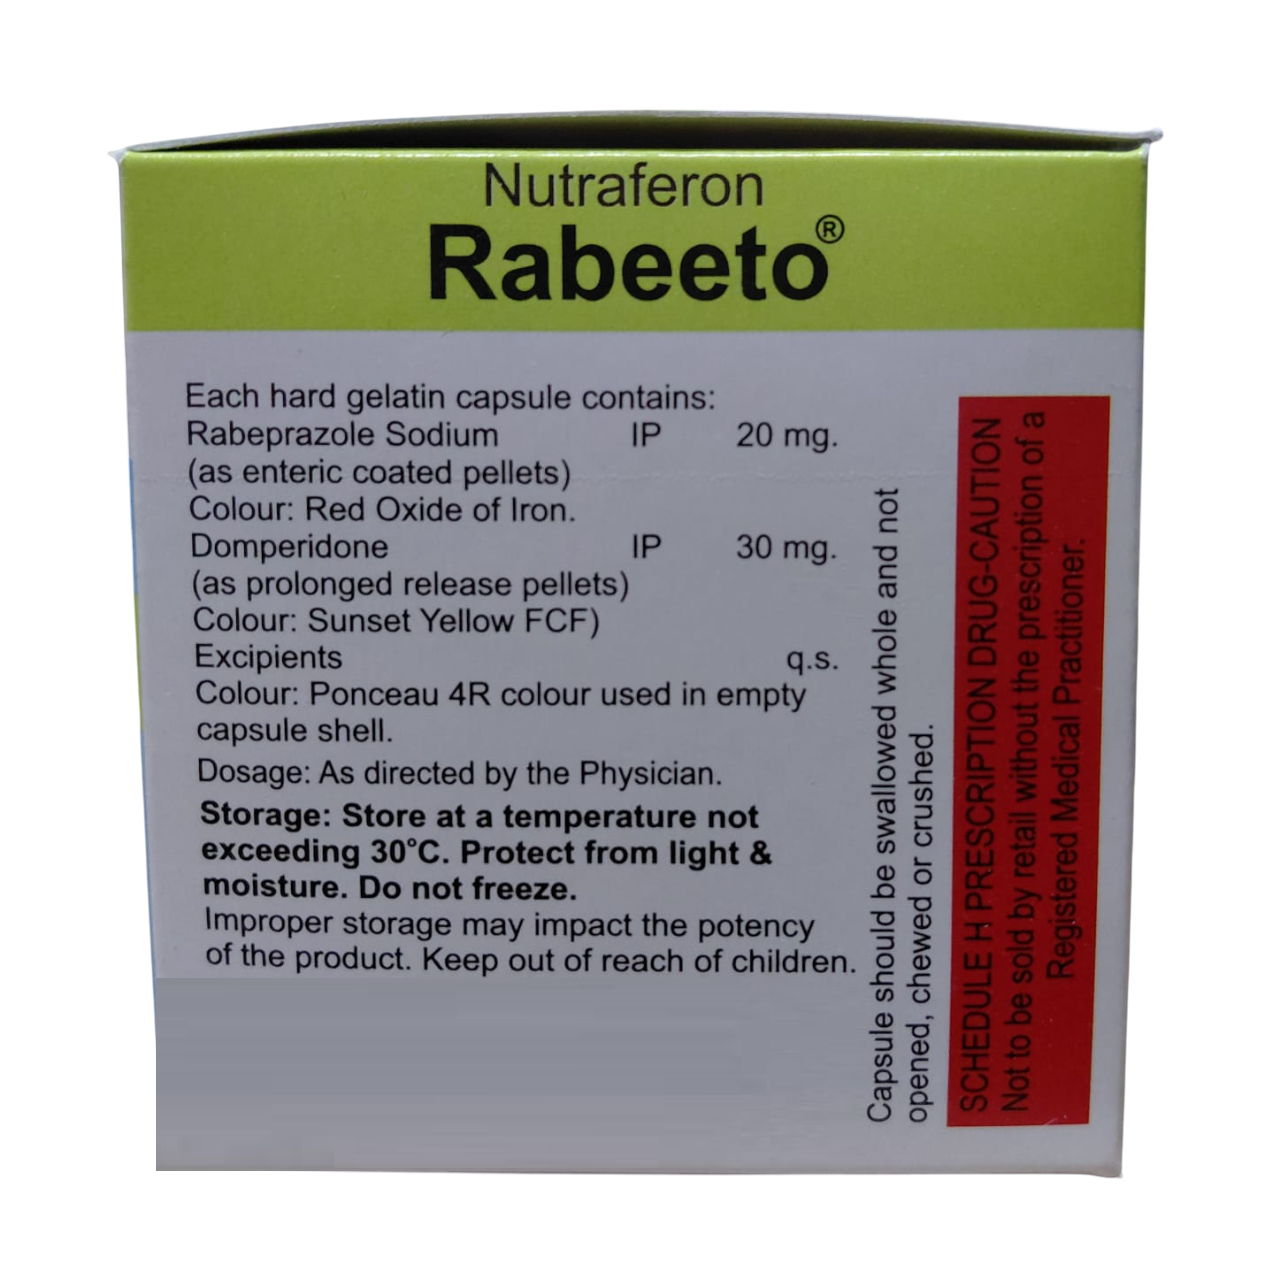 Nutraferon
Rabeeto®
Each hard gelatin capsule contains:
Rabeprazole Sodium IP 20 mg.
(as enteric coated pellets)
Colour: Red Oxide of Iron.
Domperidone IP 30 mg.
(as prolonged release pellets)
Colour: Sunset Yellow FCF)
Excipients q.s.
Colour: Ponceau 4R colour used in empty
capsule shell.
Dosage: As directed by the Physician.
Storage: Store at a temperature not
exceeding 30°C. Protect from light &
moisture. Do not freeze.
Improper storage may impact the potency
of the product. Keep out of reach of children.
Capsule should be swallowed whole and not
opened, chewed or crushed.
SCHEDULE H PRESCRIPTION DRUG-CAUTION
Not to be sold by retail without the prescription of a
Registered Medical Practitioner.